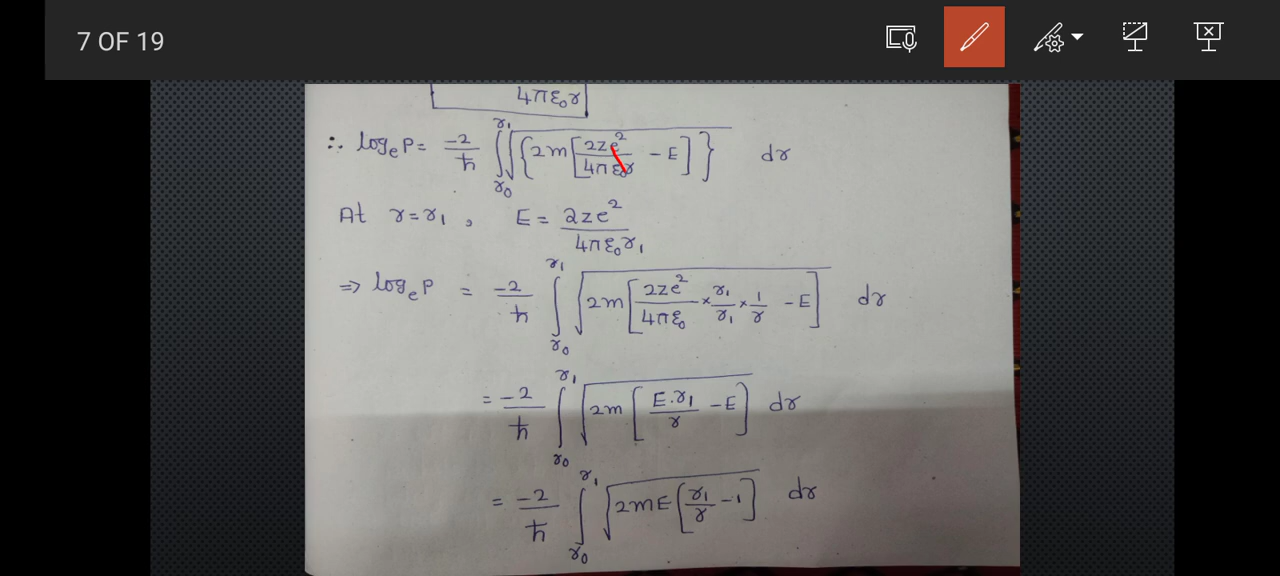 7 OF 19
4πε₀r
∴ logₑP = -2/ħ ∫_{r₀}^{r₁} √{2m[2ze²/4πε₀r - E]} dr
At r=r₁, E = 2ze²/4πε₀r₁
⇒ logₑP = -2/ħ ∫_{r₀}^{r₁} √2m[2ze²/4πε₀ × r₁/r₁ × 1/r - E] dr
= -2/ħ ∫_{r₀}^{r₁} √2m[E.r₁/r - E] dr
= -2/ħ ∫_{r₀}^{r₁} √2mE[r₁/r - 1] dr